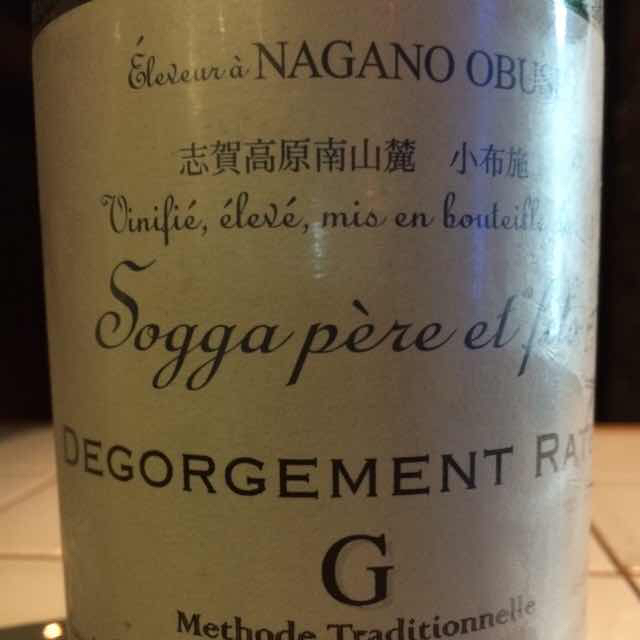 Éleveur à NAGANO OBUSE
志賀高原南山麓 小布施
Vinifié, élevé, mis en bouteille
Sogga père et fils
DEGORGEMENT
G
Methode Traditionnelle